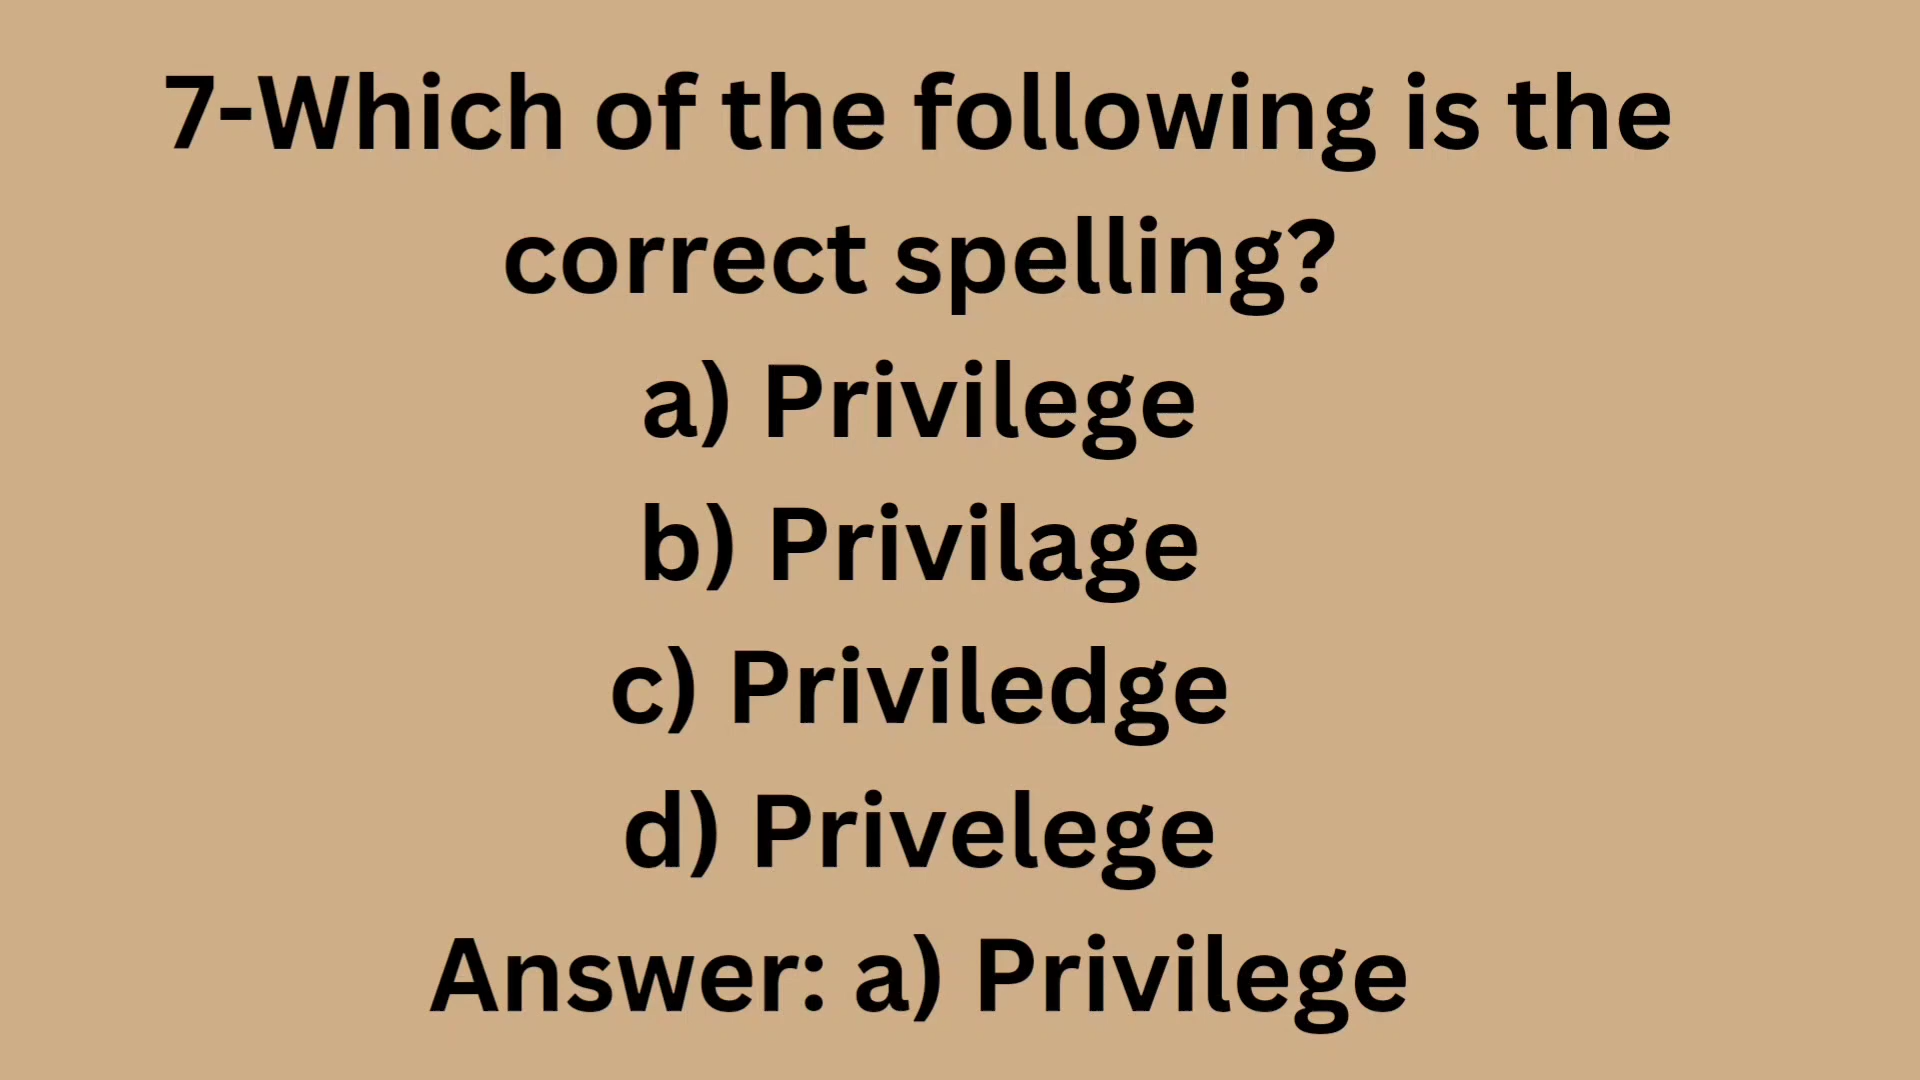 7-Which of the following is the
correct spelling?
a) Privilege
b) Privilage
c) Priviledge
d) Privelege
Answer: a) Privilege